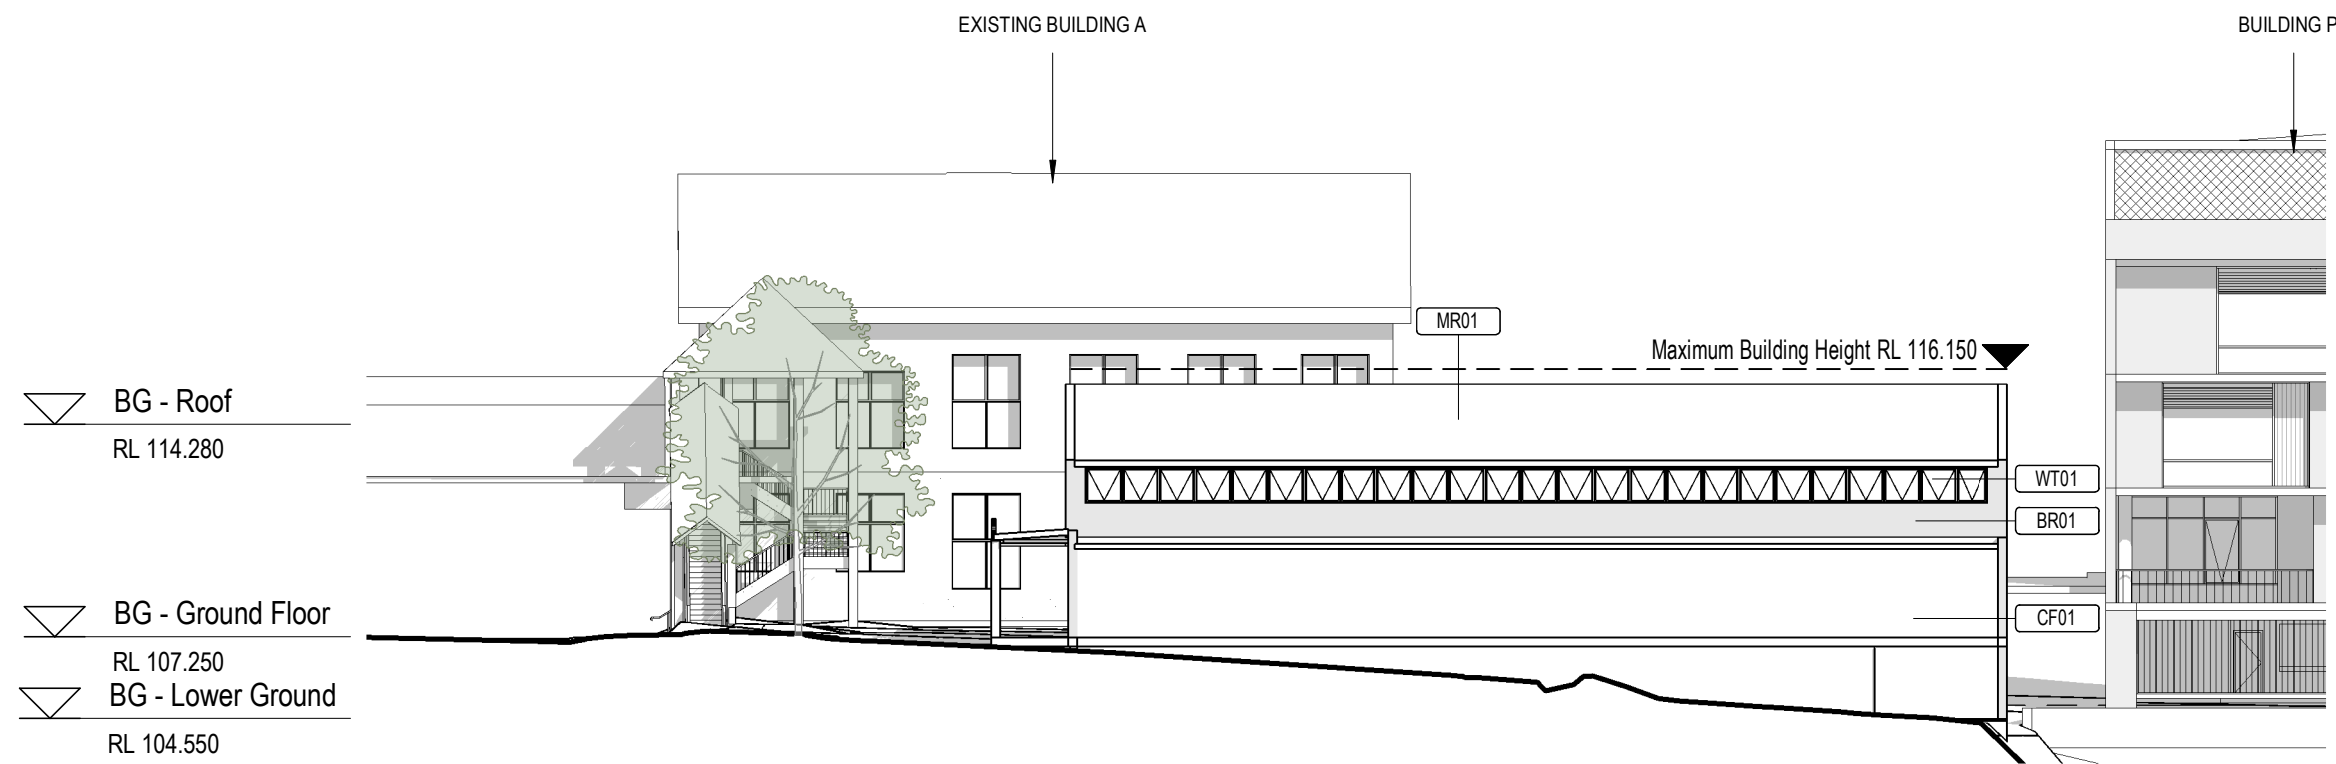 EXISTING BUILDING A
BUILDING P
MR01
Maximum Building Height RL 116.150
BG - Roof
RL 114.280
WT01
BR01
BG - Ground Floor
RL 107.250
CF01
BG - Lower Ground
RL 104.550